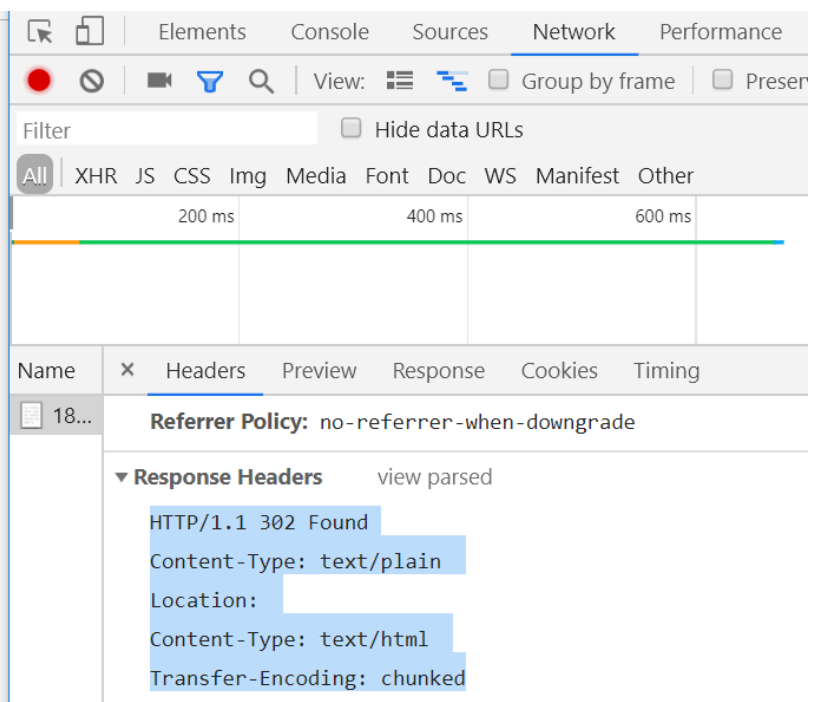 Elements Console Sources Network Performance
View: Group by frame Preser
Filter Hide data URLs
All XHR JS CSS Img Media Font Doc WS Manifest Other
200 ms 400 ms 600 ms
Name × Headers Preview Response Cookies Timing
18... Referrer Policy: no-referrer-when-downgrade
▼ Response Headers view parsed
HTTP/1.1 302 Found
Content-Type: text/plain
Location:
Content-Type: text/html
Transfer-Encoding: chunked